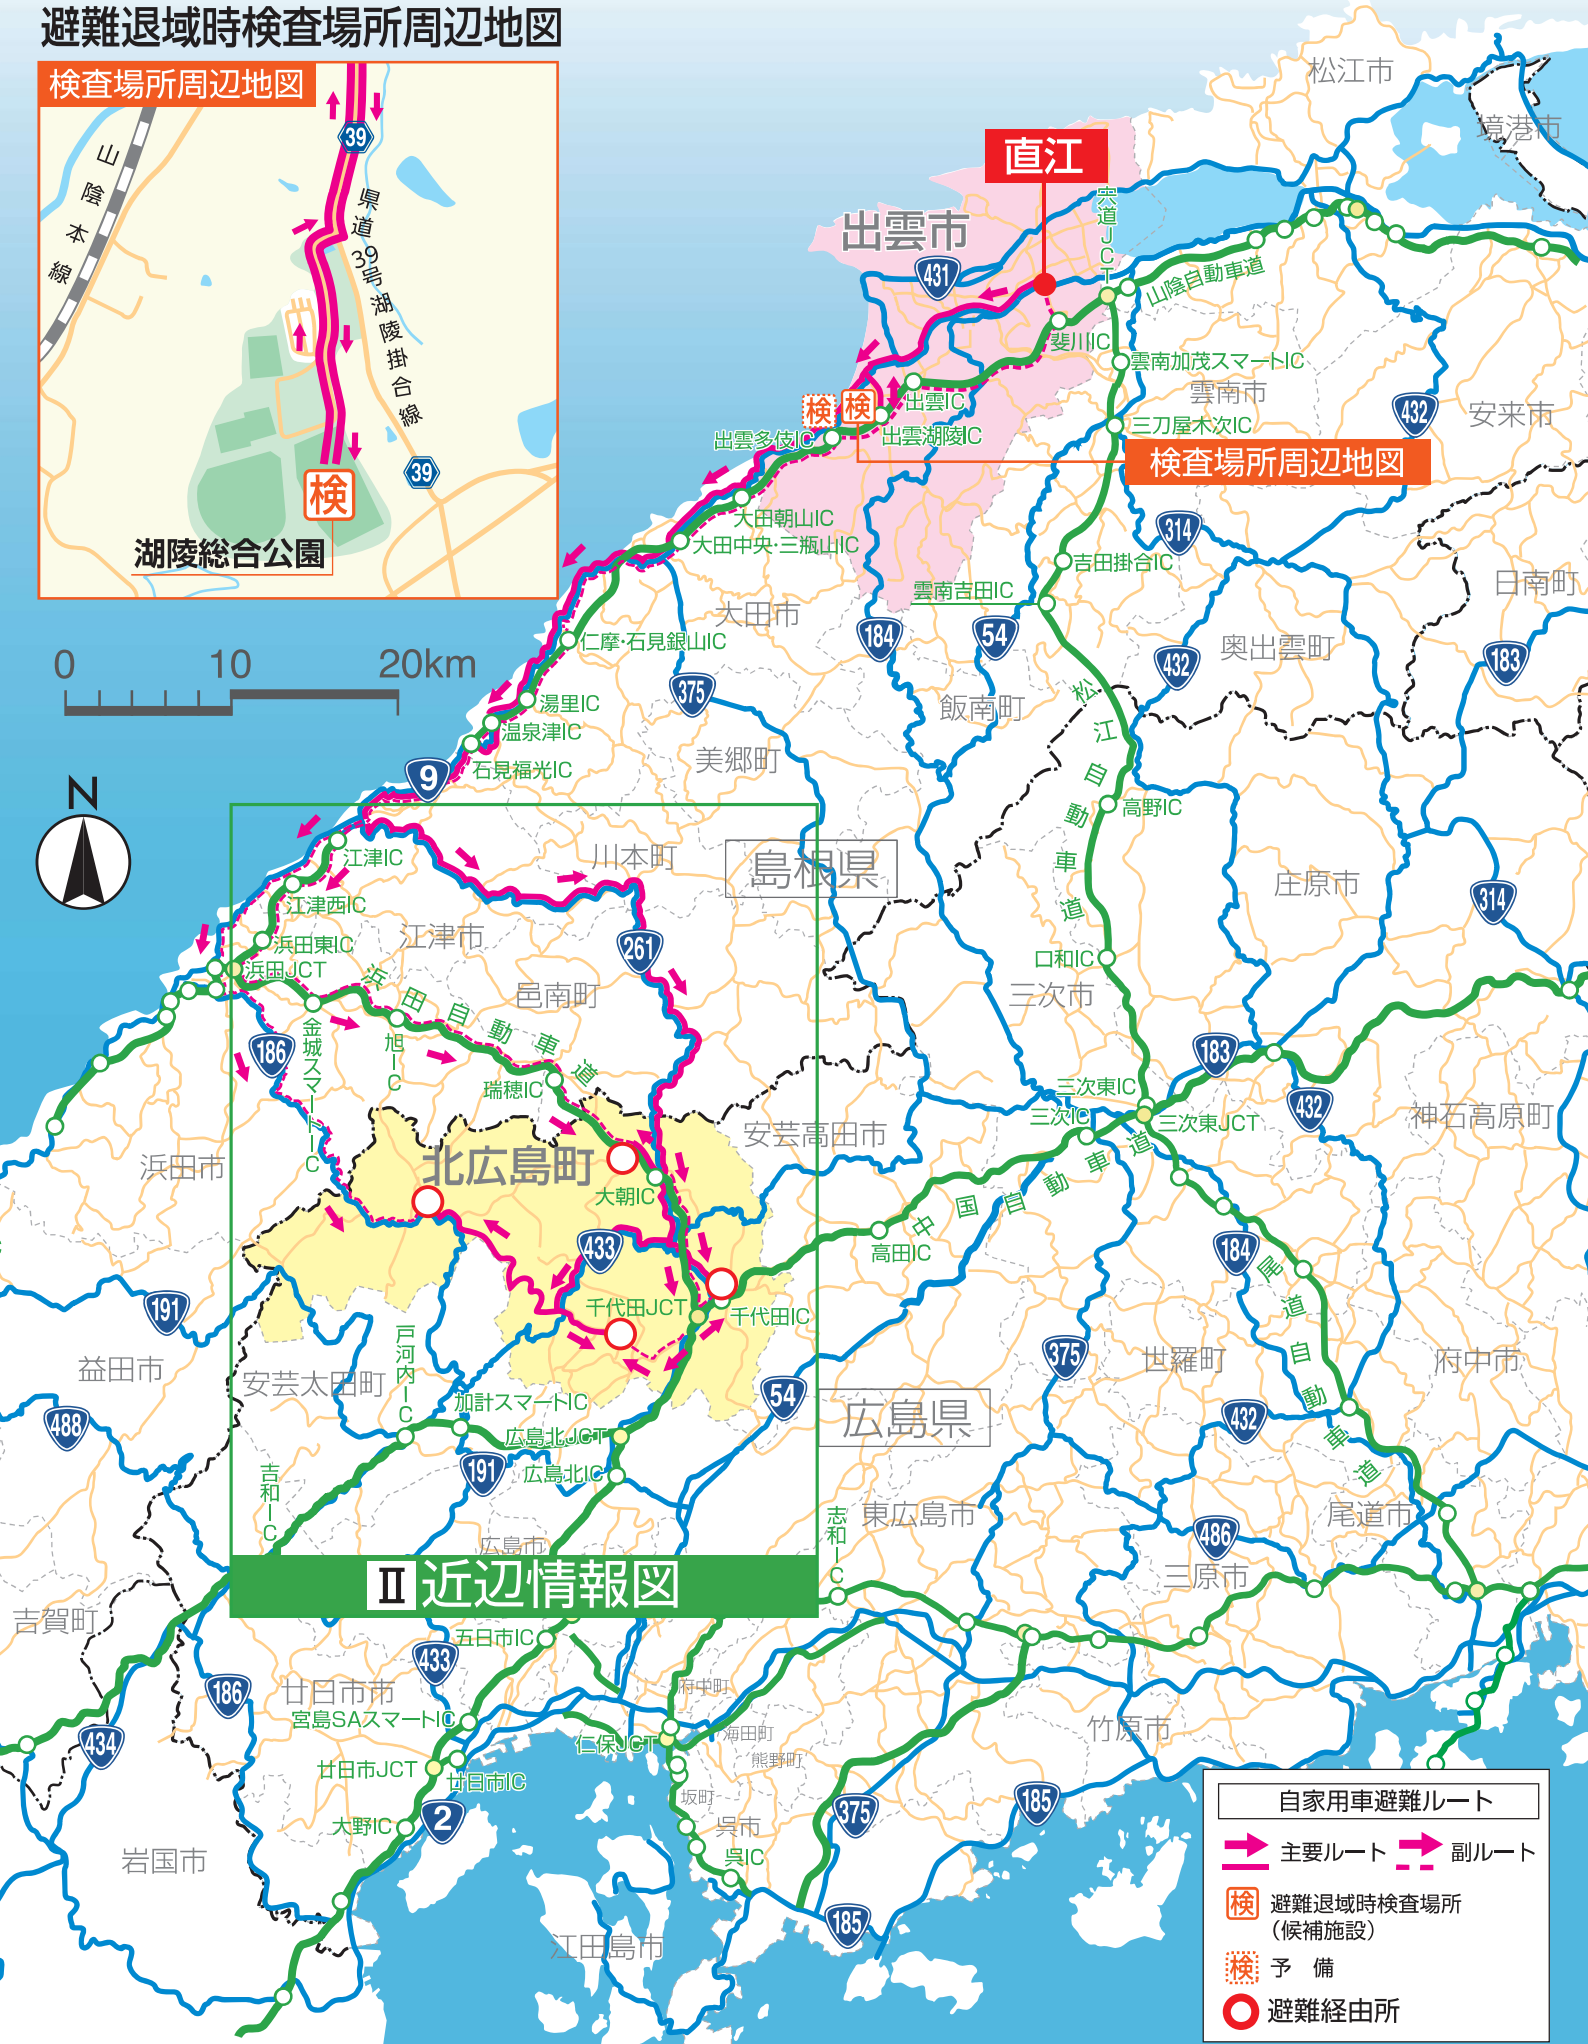 避難退域時検査場所周辺地図
検査場所周辺地図
39
山陰本線
県道39号湖陵掛合線
39
検
湖陵総合公園
0 10 20km
N
松江市
境港市
直江
出雲市
431
宍道JCT
山陰自動車道
斐川IC
雲南加茂スマートIC
雲南市
432
安来市
検
検
出雲IC
出雲湖陵IC
出雲多伎IC
三刀屋木次IC
検査場所周辺地図
大田朝山IC
大田中央・三瓶山IC
314
吉田掛合IC
雲南吉田IC
日南町
大田市
184
54
奥出雲町
432
183
仁摩・石見銀山IC
375
飯南町
湯里IC
温泉津IC
石見福光IC
美郷町
松江自動車道
9
高野IC
江津IC
川本町
島根県
庄原市
314
江津西IC
江津市
浜田東IC
浜田JCT
261
口和IC
三次市
浜田自動車道
邑南町
186
金城スマートIC
旭IC
瑞穂IC
183
三次東IC
三次IC
三次東JCT
432
神石高原町
安芸高田市
浜田市
北広島町
大朝IC
中国自動車道
高田IC
433
184
尾道自動車道
千代田JCT
千代田IC
191
益田市
戸河内IC
安芸太田町
加計スマートIC
375
世羅町
府中市
54
広島県
488
広島北JCT
432
191
広島北IC
吉和IC
志和IC
東広島市
尾道市
広島市
486
三原市
Ⅱ近辺情報図
吉賀町
五日市IC
433
186
廿日市市
府中町
宮島SAスマートIC
434
仁保JCT
海田町
竹原市
熊野町
廿日市JCT
廿日市IC
坂町
2
大野IC
呉市
375
185
呉IC
岩国市
185
江田島市
自家用車避難ルート
主要ルート 副ルート
検 避難退域時検査場所
（候補施設）
検 予 備
避難経由所